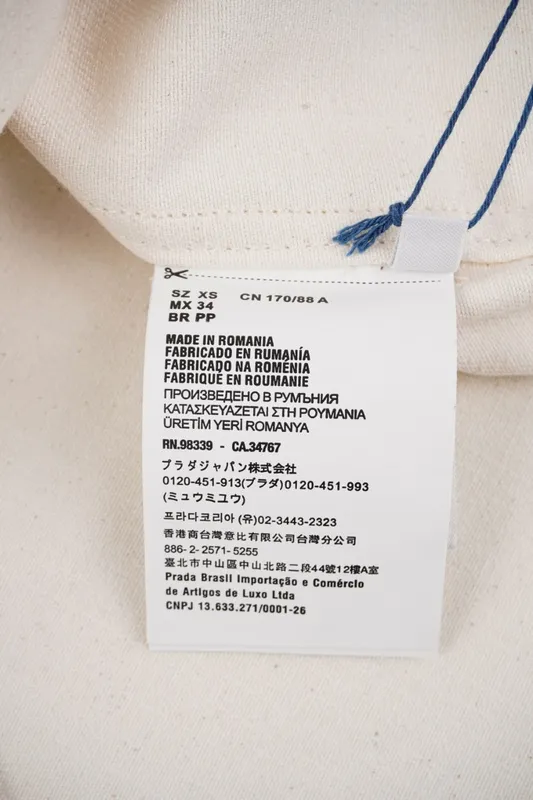 SZ XS CN 170/88 A
MX 34
BR PP
MADE IN ROMANIA
FABRICADO EN RUMANÍA
FABRICADO NA ROMÉNIA
FABRIQUÉ EN ROUMANIE
ПРОИЗВЕДЕНО В РУМЪНИЯ
ΚΑΤΑΣΚΕΥΑΖΕΤΑΙ ΣΤΗ ΡΟΥΜΑΝΙΑ
ÜRETİM YERİ ROMANYA
RN.98339 - CA.34767
プラダジャパン株式会社
0120-451-913(プラダ)0120-451-993
(ミュウミュウ)
프라다코리아 (유)02-3443-2323
香港商台灣意比有限公司台灣分公司
886- 2- 2571- 5255
臺北市中山區中山北路二段44號12樓A室
Prada Brasil Importação e Comércio
de Artigos de Luxo Ltda
CNPJ 13.633.271/0001-26